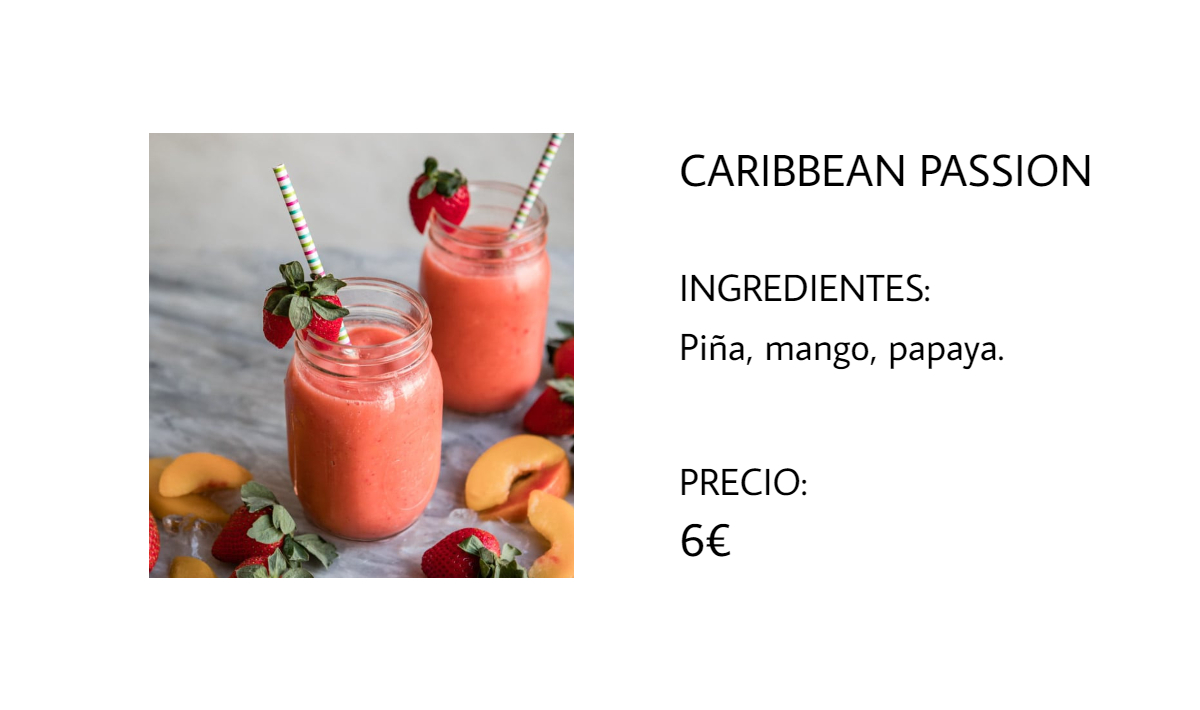 CARIBBEAN PASSION
INGREDIENTES:
Piña, mango, papaya.
PRECIO:
6€